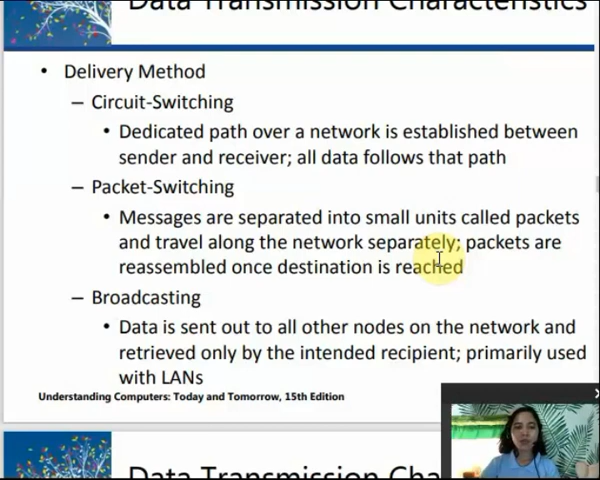 Data Transmission Characteristics
• Delivery Method
– Circuit-Switching
• Dedicated path over a network is established between
sender and receiver; all data follows that path
– Packet-Switching
• Messages are separated into small units called packets
and travel along the network separately; packets are
reassembled once destination is reached
– Broadcasting
• Data is sent out to all other nodes on the network and
retrieved only by the intended recipient; primarily used
with LANs
Understanding Computers: Today and Tomorrow, 15th Edition
Data Transmission Cha